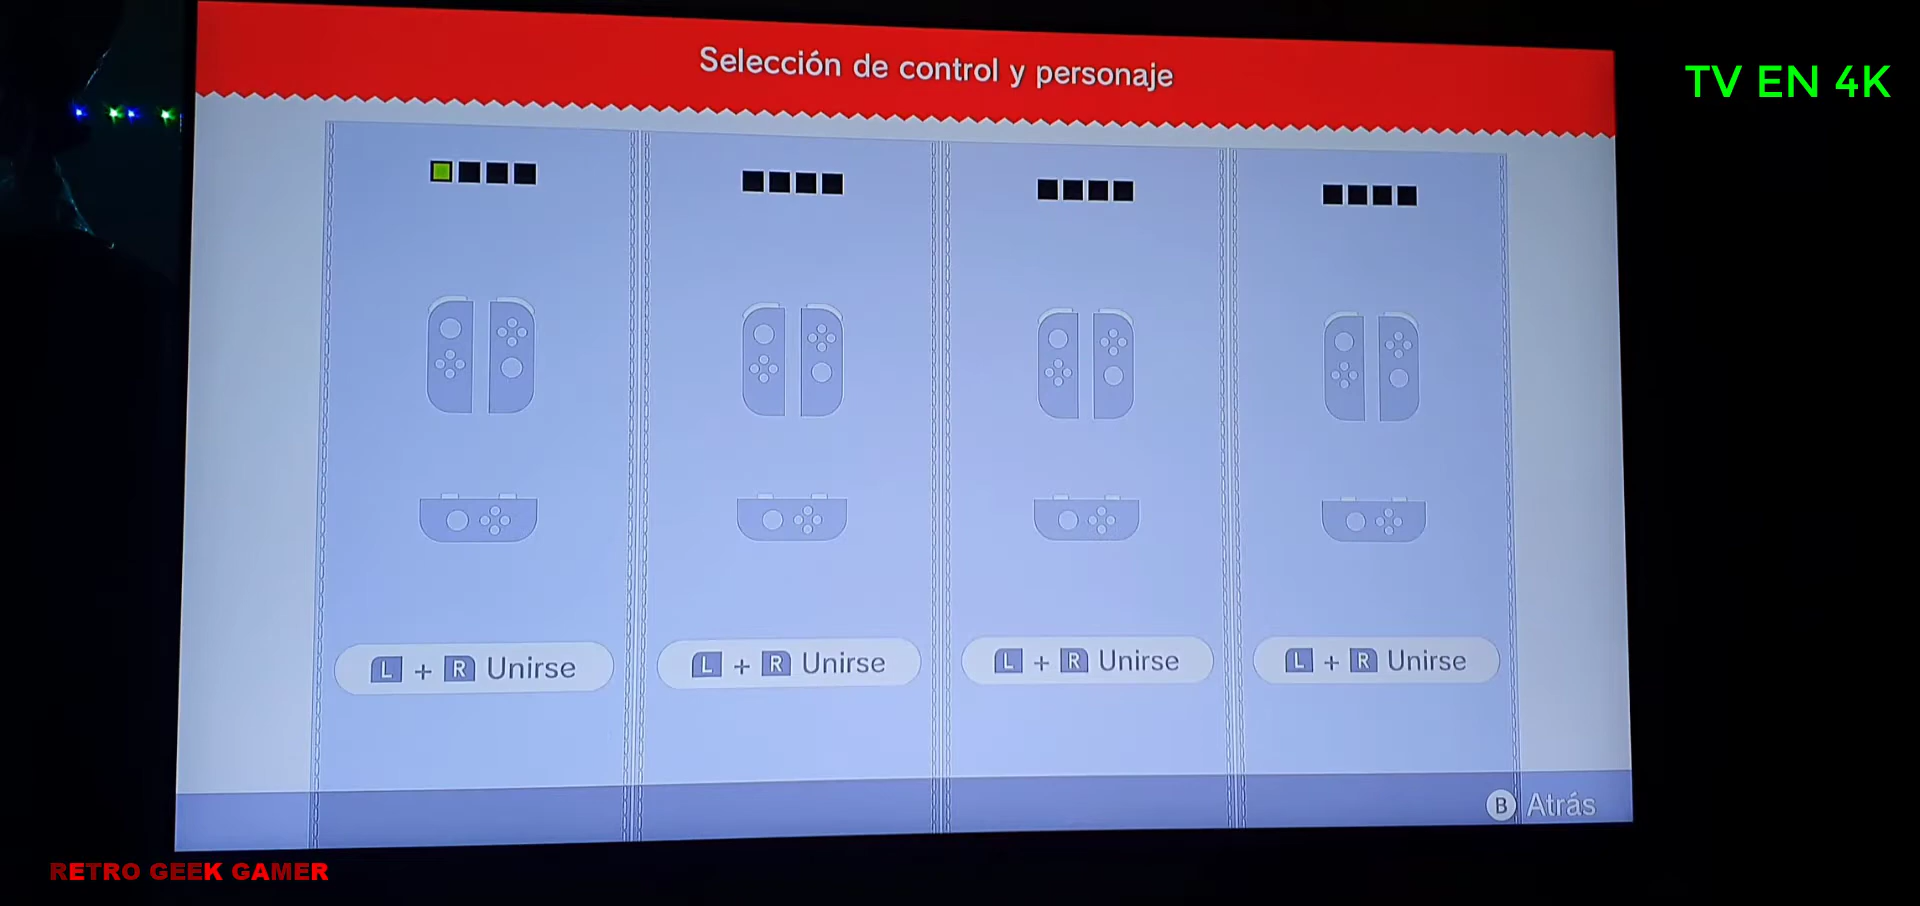 Selección de control y personaje
TV EN 4K
L + R Unirse
L + R Unirse
L + R Unirse
L + R Unirse
B Atrás
RETRO GEEK GAMER